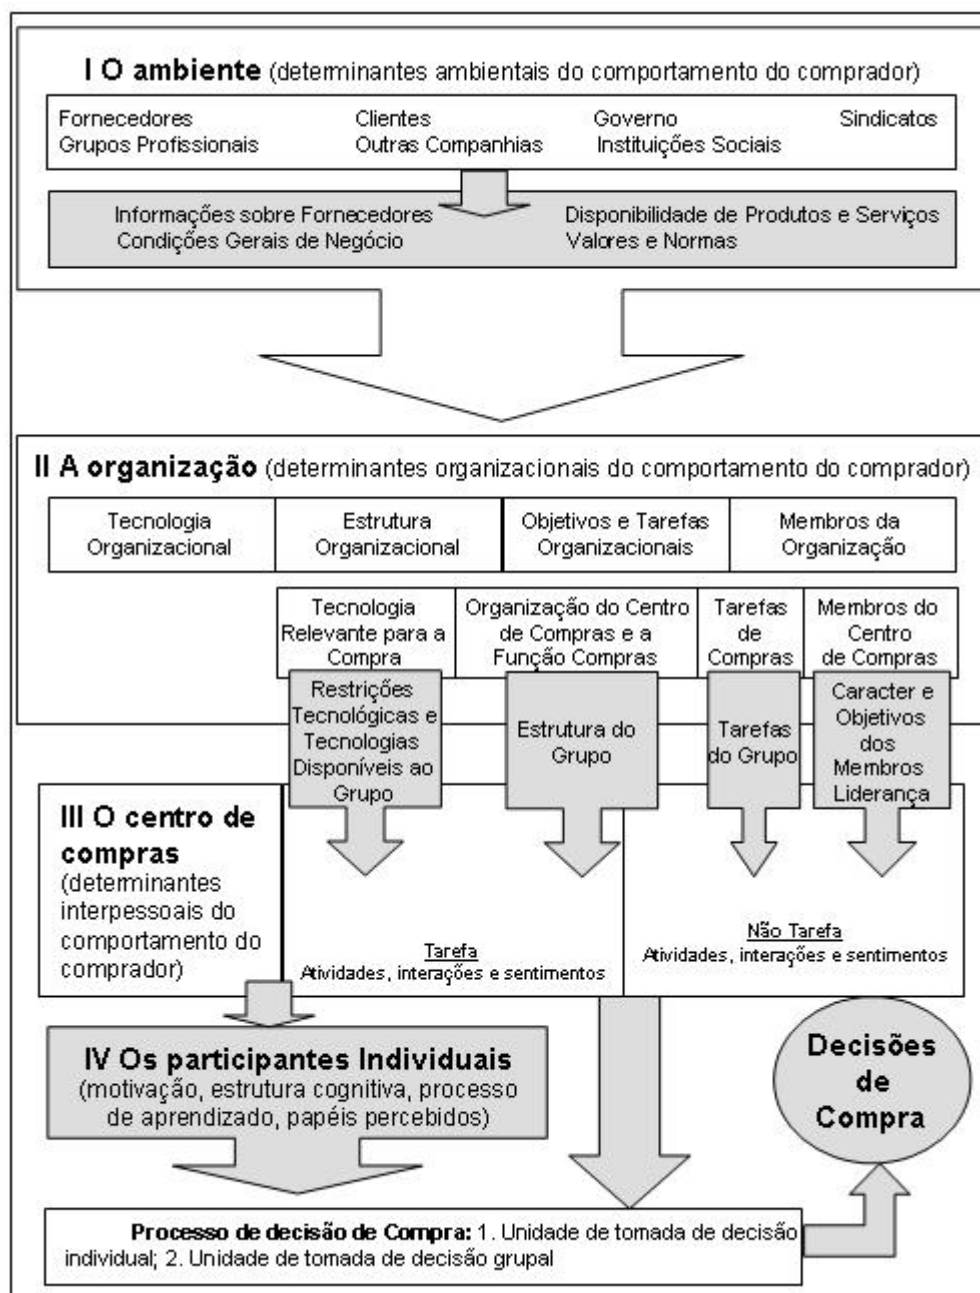 I O ambiente (determinantes ambientais do comportamento do comprador)
Fornecedores Clientes Governo Sindicatos
Grupos Profissionais Outras Companhias Instituições Sociais
Informações sobre Fornecedores Disponibilidade de Produtos e Serviços
Condições Gerais de Negócio Valores e Normas
II A organização (determinantes organizacionais do comportamento do comprador)
Tecnologia
Organizacional
Estrutura
Organizacional
Objetivos e Tarefas
Organizacionais
Membros da
Organização
Tecnologia
Relevante para a
Compra
Organização do Centro
de Compras e a
Função Compras
Tarefas
de
Compras
Membros do
Centro
de Compras
Restrições
Tecnológicas e
Tecnologias
Disponíveis ao
Grupo
Estrutura do
Grupo
Tarefas
do Grupo
Caracter e
Objetivos
dos
Membros
Liderança
III O centro de
compras
(determinantes
interpessoais do
comportamento do
comprador)
Tarefa
Atividades, interações e sentimentos
Não Tarefa
Atividades, interações e sentimentos
IV Os participantes Individuais
(motivação, estrutura cognitiva, processo
de aprendizado, papéis percebidos)
Decisões
de
Compra
Processo de decisão de Compra: 1. Unidade de tomada de decisão
individual; 2. Unidade de tomada de decisão grupal